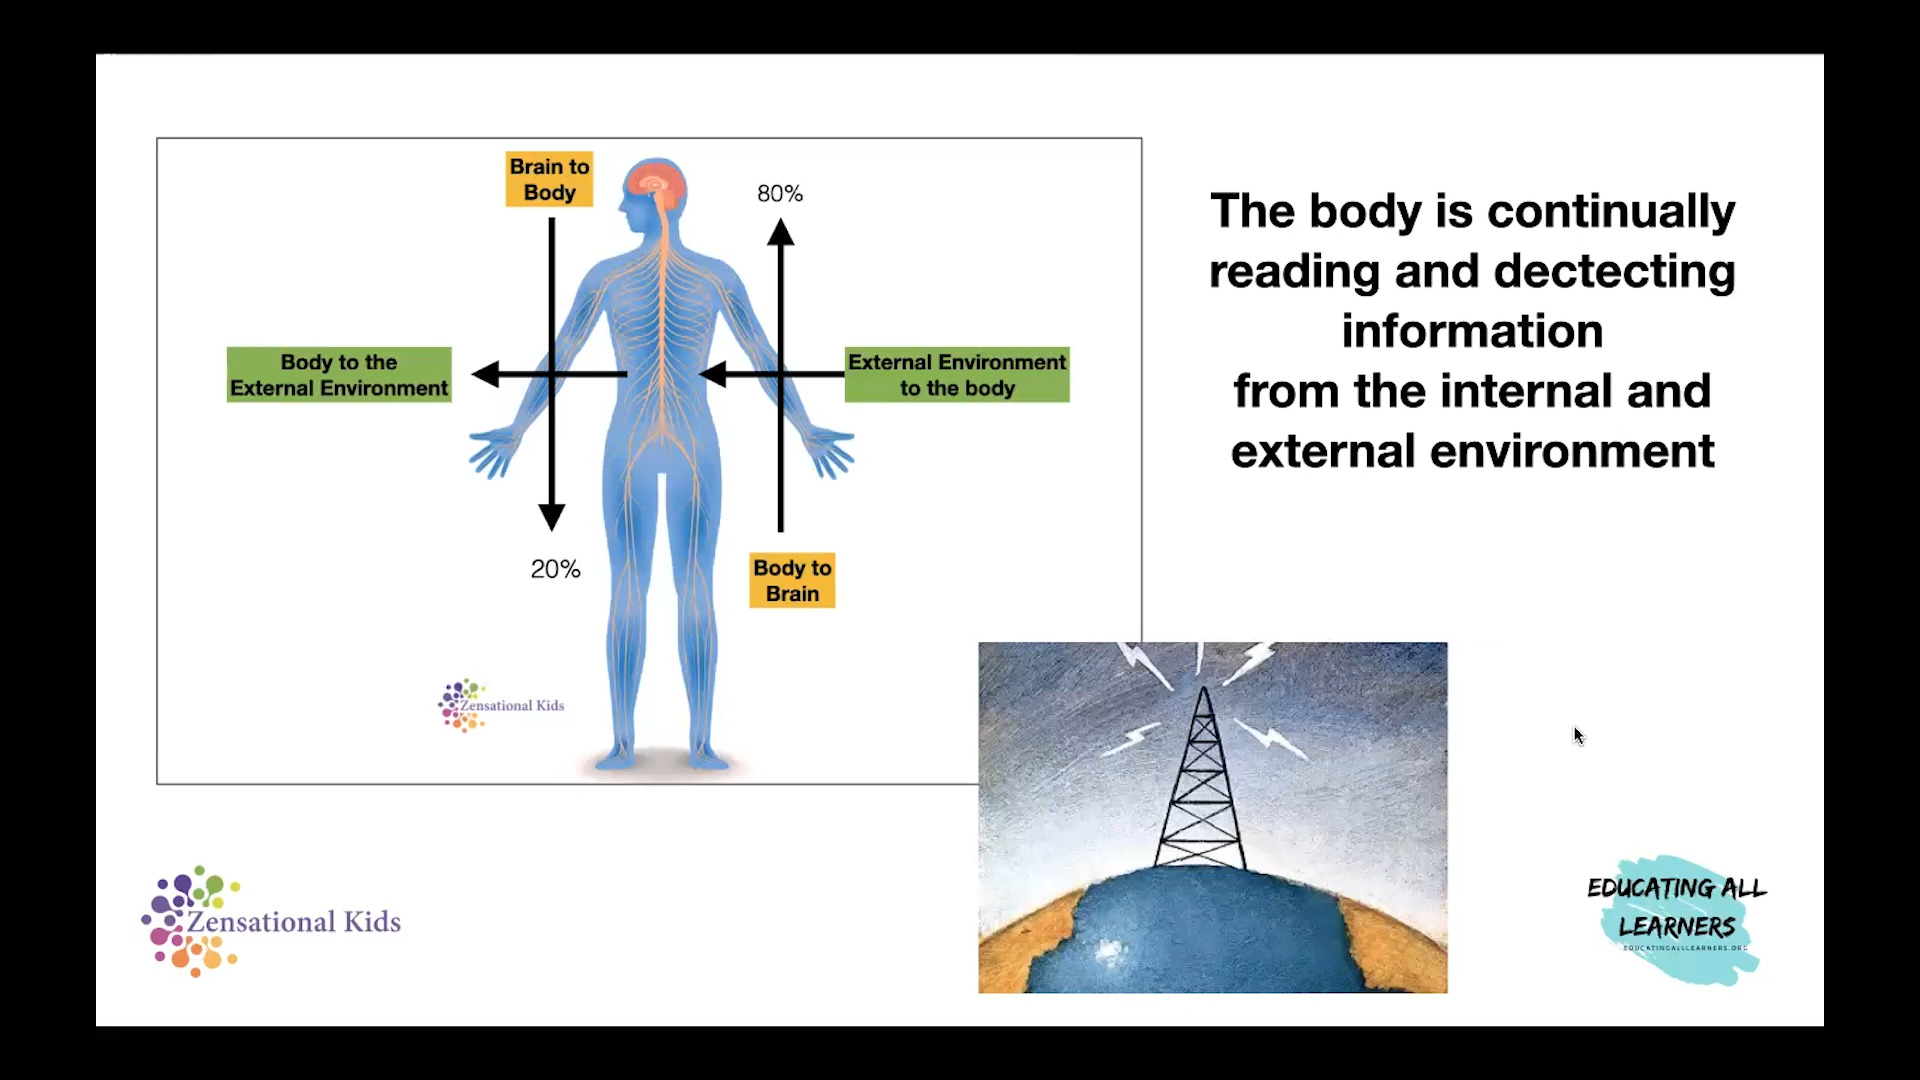 Brain to
Body
80%
Body to the
External Environment
External Environment
to the body
20%
Body to
Brain
Zensational Kids
The body is continually
reading and dectecting
information
from the internal and
external environment
Zensational Kids
EDUCATING ALL
LEARNERS
EDUCATINGALLLEARNERS.ORG